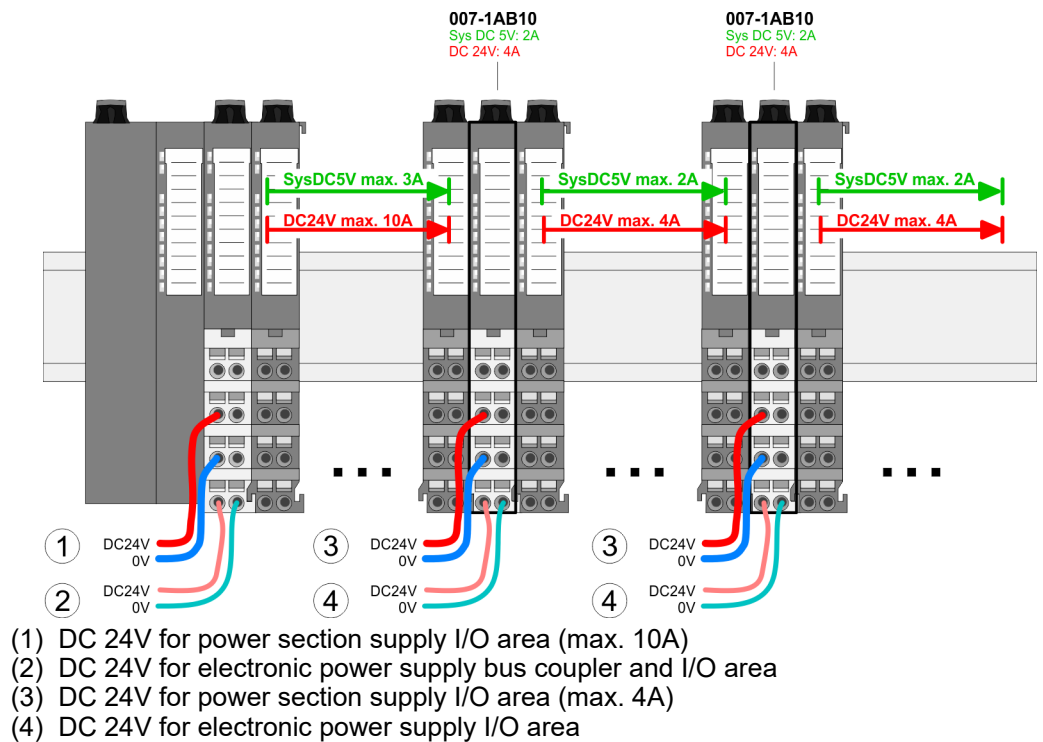 007-1AB10
Sys DC 5V: 2A
DC 24V: 4A
007-1AB10
Sys DC 5V: 2A
DC 24V: 4A
SysDC5V max. 3A
SysDC5V max. 2A
SysDC5V max. 2A
DC24V max. 10A
DC24V max. 4A
DC24V max. 4A
1 DC24V
0V
3 DC24V
0V
3 DC24V
0V
2 DC24V
0V
4 DC24V
0V
4 DC24V
0V
(1) DC 24V for power section supply I/O area (max. 10A)
(2) DC 24V for electronic power supply bus coupler and I/O area
(3) DC 24V for power section supply I/O area (max. 4A)
(4) DC 24V for electronic power supply I/O area